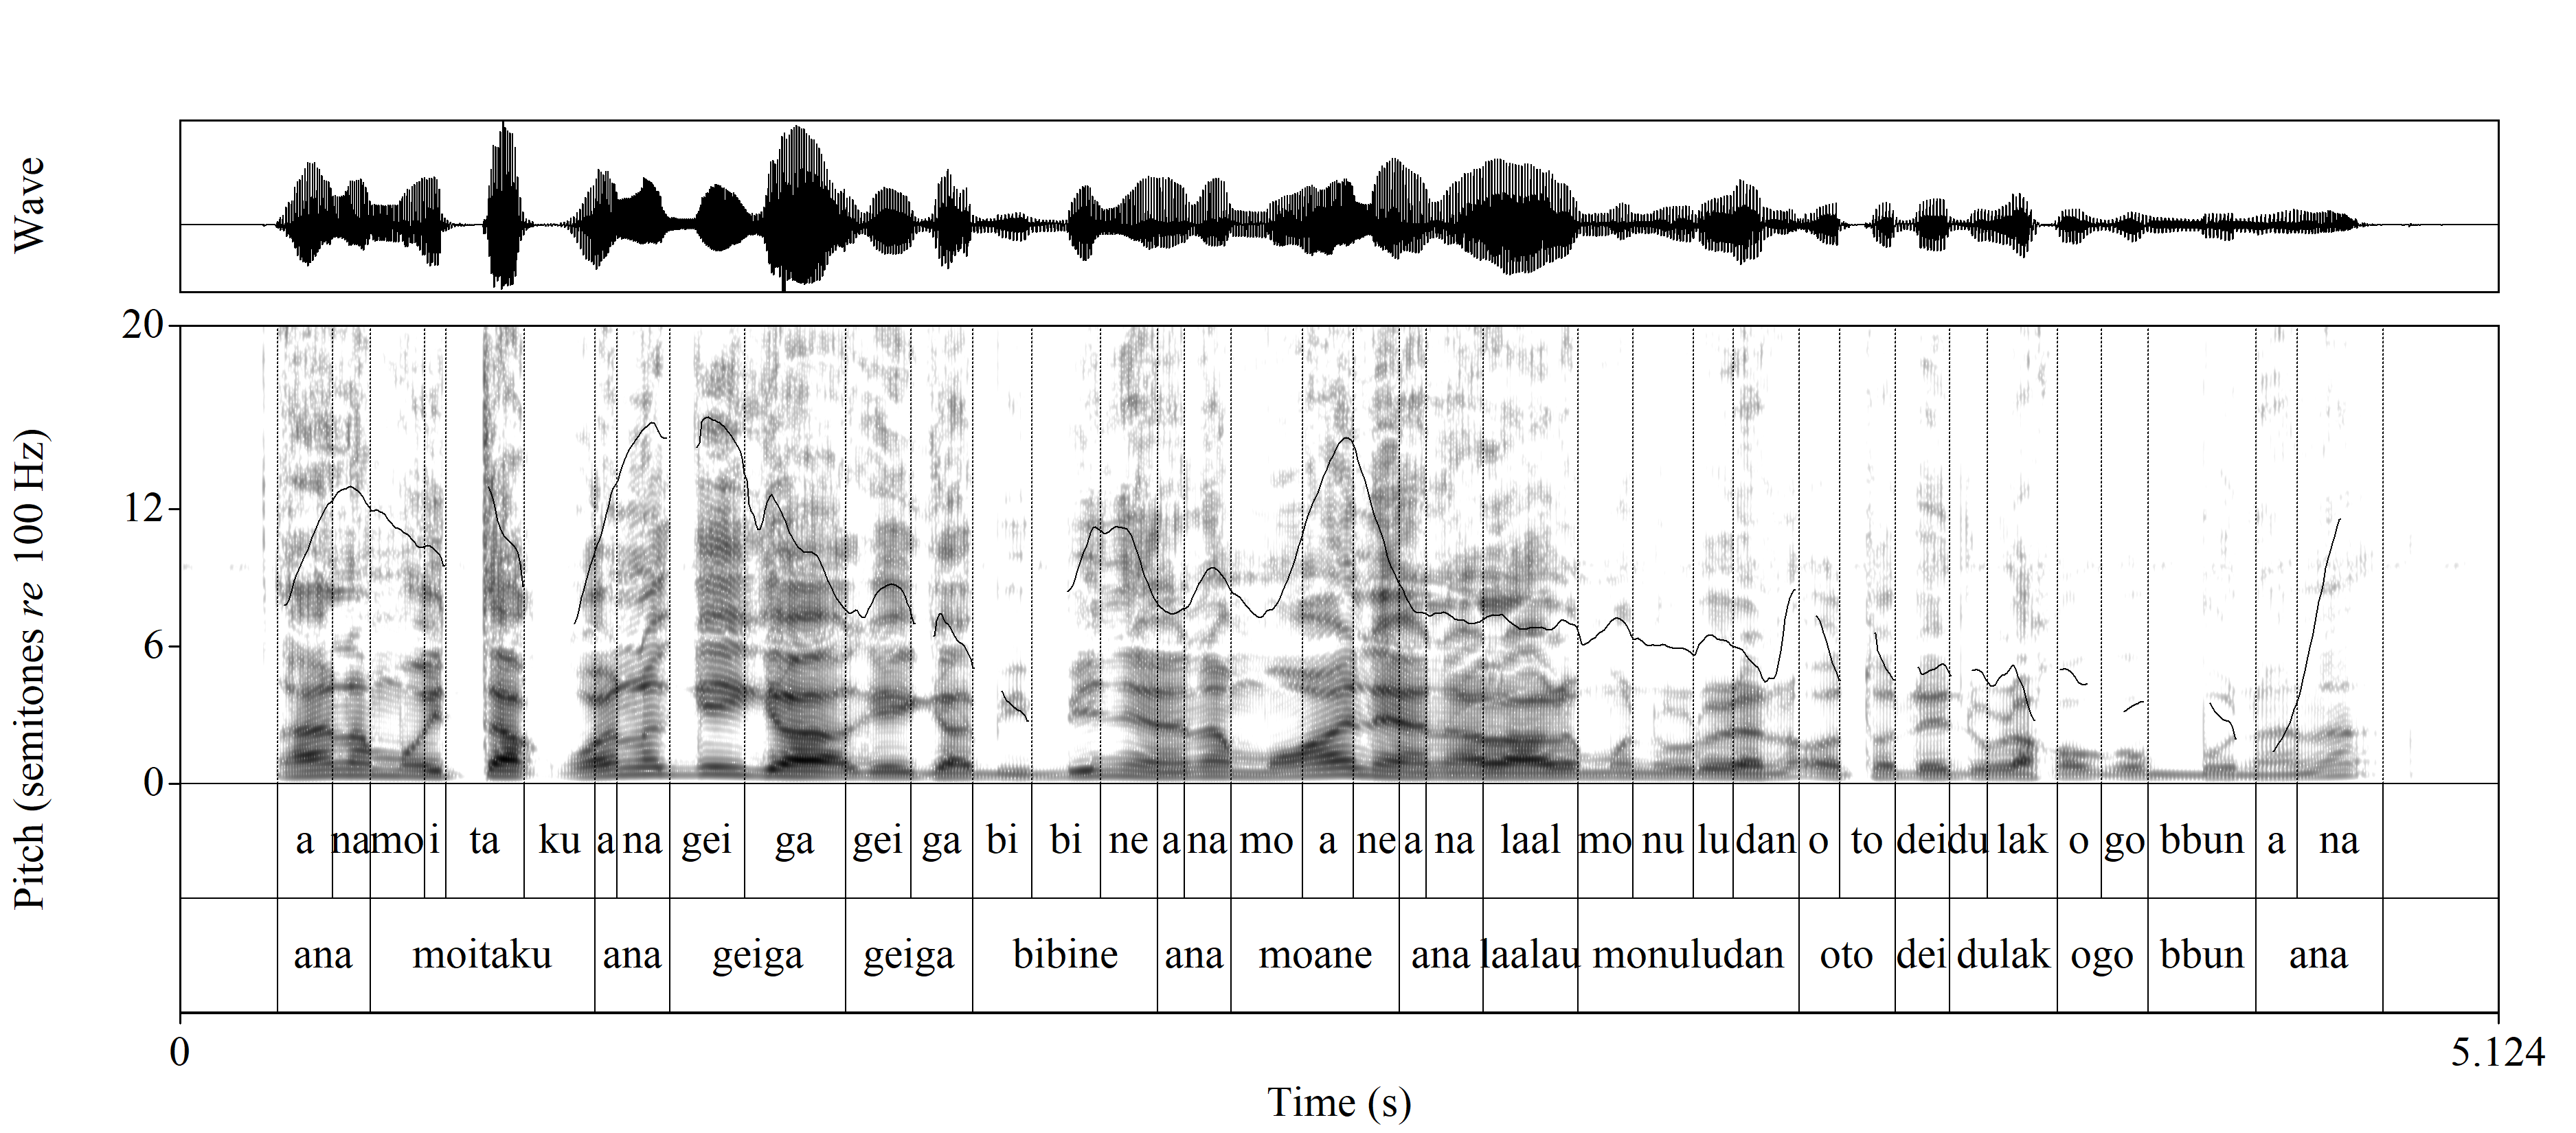 Wave
20
12
6
0
Pitch (semitones re 100 Hz)
a na mo i ta ku a na gei ga gei ga bi bi ne a na mo a ne a na laal mo nu lu dan o to dei du lak o go bbun a na
ana moitaku ana geiga geiga bibine ana moane ana laalau monuludan oto dei dulak ogo bbun ana
0 5.124
Time (s)